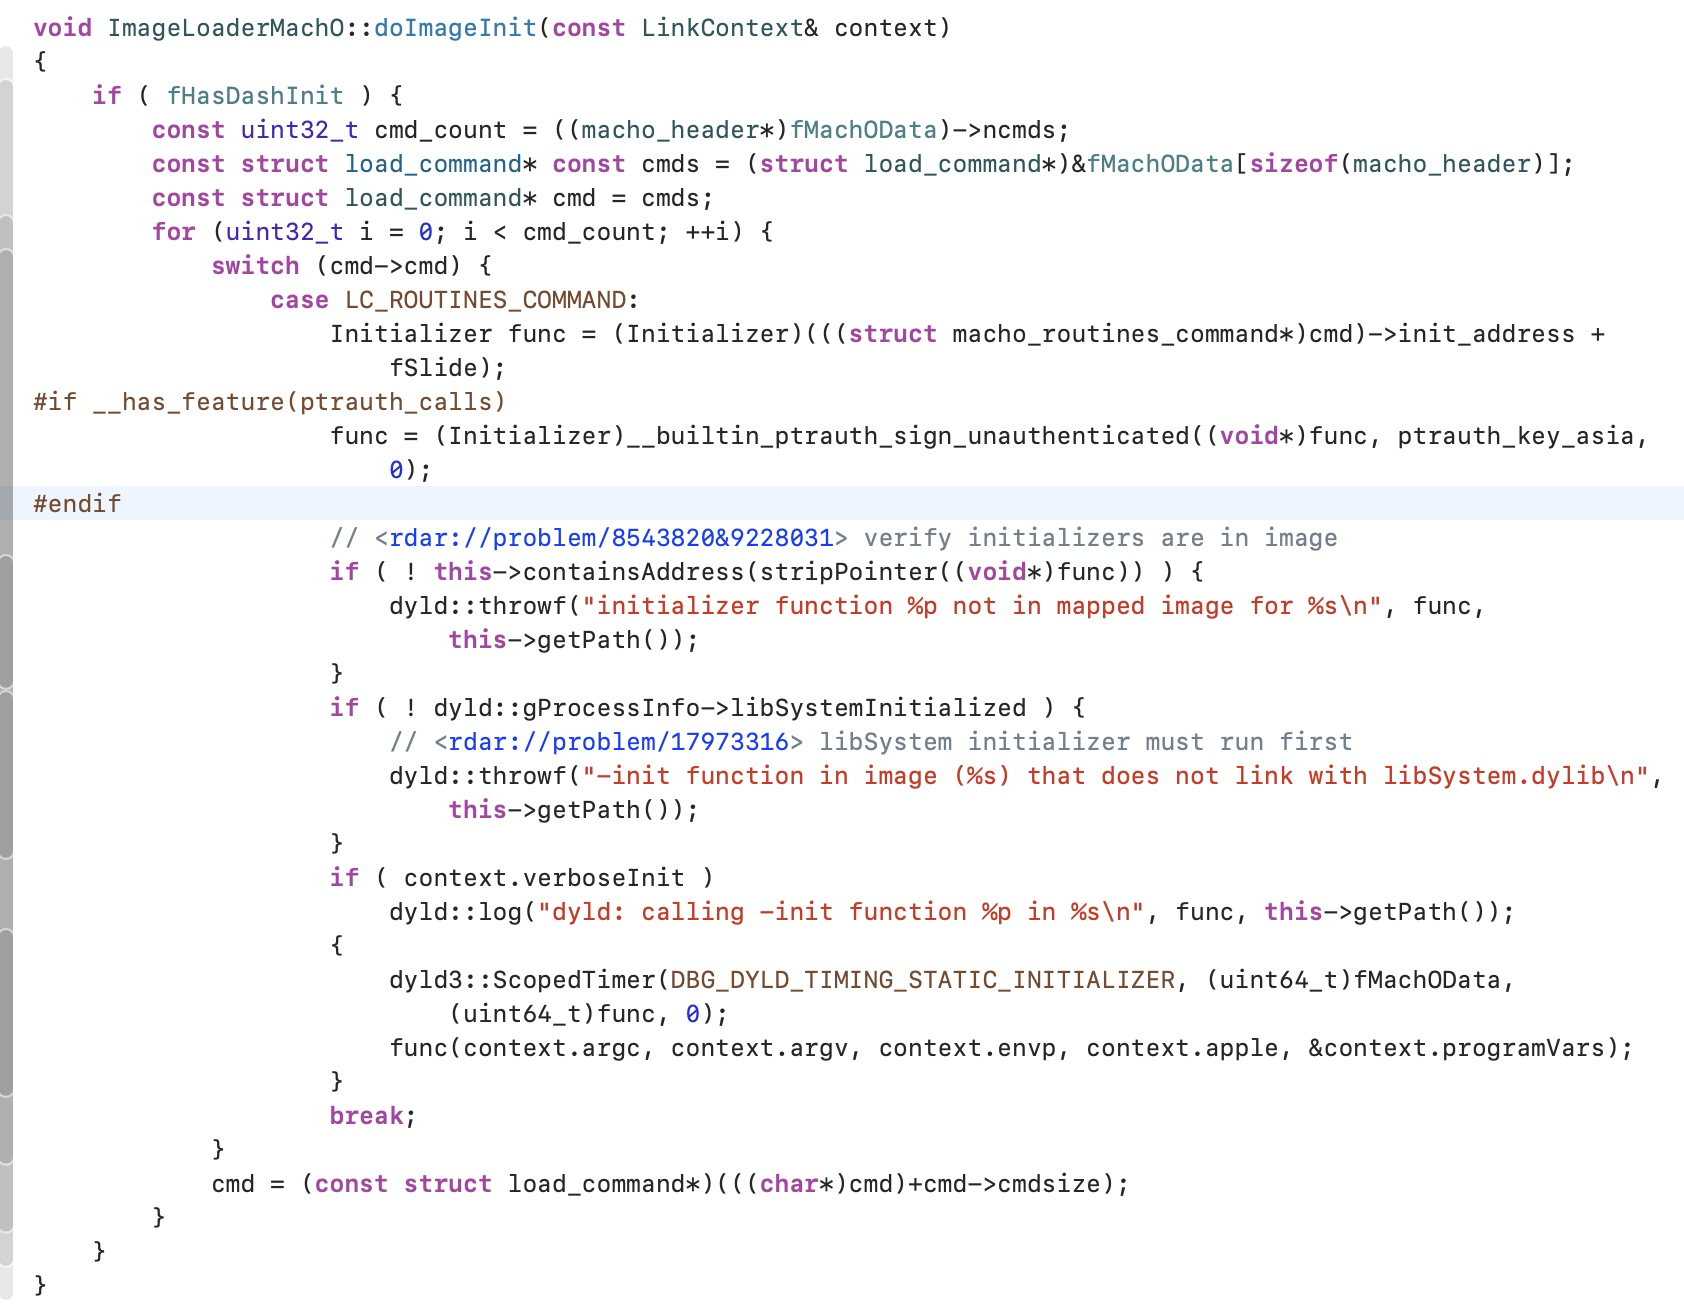 void ImageLoaderMachO::doImageInit(const LinkContext& context)
{
    if ( fHasDashInit ) {
        const uint32_t cmd_count = ((macho_header*)fMachOData)->ncmds;
        const struct load_command* const cmds = (struct load_command*)&fMachOData[sizeof(macho_header)];
        const struct load_command* cmd = cmds;
        for (uint32_t i = 0; i < cmd_count; ++i) {
            switch (cmd->cmd) {
                case LC_ROUTINES_COMMAND:
                    Initializer func = (Initializer)(((struct macho_routines_command*)cmd)->init_address +
                        fSlide);
#if __has_feature(ptrauth_calls)
                    func = (Initializer)__builtin_ptrauth_sign_unauthenticated((void*)func, ptrauth_key_asia,
                        0);
#endif
                    // <rdar://problem/8543820&9228031> verify initializers are in image
                    if ( ! this->containsAddress(stripPointer((void*)func)) ) {
                        dyld::throwf("initializer function %p not in mapped image for %s\n", func,
                            this->getPath());
                    }
                    if ( ! dyld::gProcessInfo->libSystemInitialized ) {
                        // <rdar://problem/17973316> libSystem initializer must run first
                        dyld::throwf("-init function in image (%s) that does not link with libSystem.dylib\n",
                            this->getPath());
                    }
                    if ( context.verboseInit )
                        dyld::log("dyld: calling -init function %p in %s\n", func, this->getPath());
                    {
                        dyld3::ScopedTimer(DBG_DYLD_TIMING_STATIC_INITIALIZER, (uint64_t)fMachOData,
                            (uint64_t)func, 0);
                        func(context.argc, context.argv, context.envp, context.apple, &context.programVars);
                    }
                    break;
            }
            cmd = (const struct load_command*)(((char*)cmd)+cmd->cmdsize);
        }
    }
}